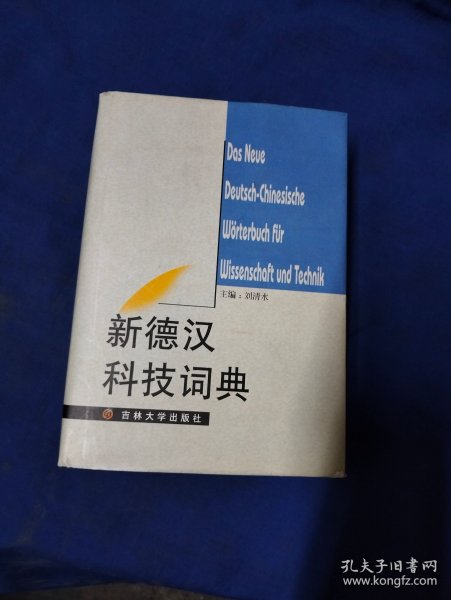 Das Neue
Deutsch-Chinesische
Wörterbuch für
Wissenschaft und Technik
主编：刘清水
新德汉
科技词典
吉林大学出版社
孔夫子旧书网
www.kongfz.com